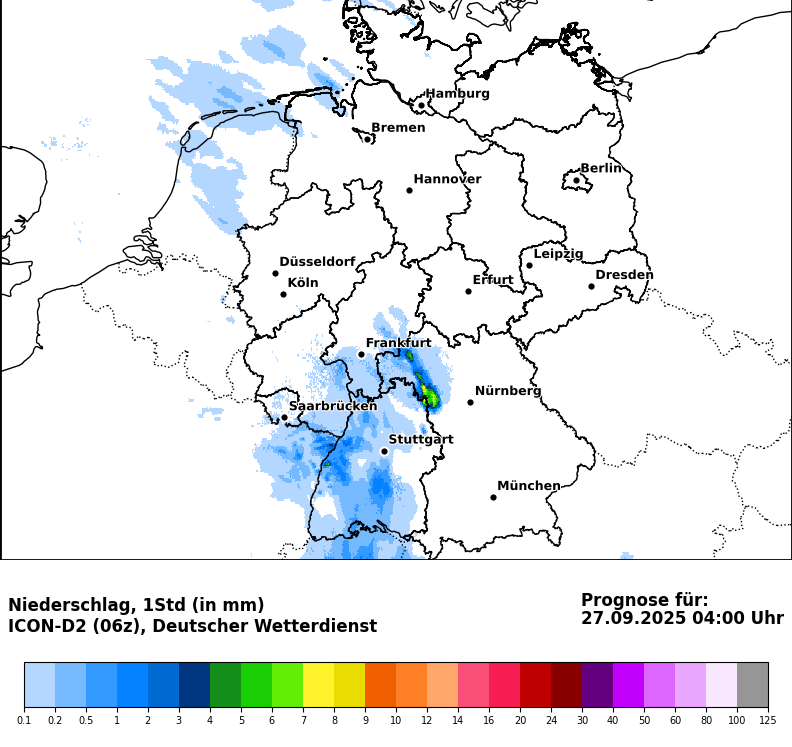 Hamburg
Bremen
Berlin
Hannover
Leipzig
Düsseldorf
Dresden
Köln
Erfurt
Frankfurt
Nürnberg
Saarbrücken
Stuttgart
München
Niederschlag, 1Std (in mm)
ICON-D2 (06z), Deutscher Wetterdienst
Prognose für:
27.09.2025 04:00 Uhr
0.1 0.2 0.5 1 2 3 4 5 6 7 8 9 10 12 14 16 20 24 30 40 50 60 80 100 125